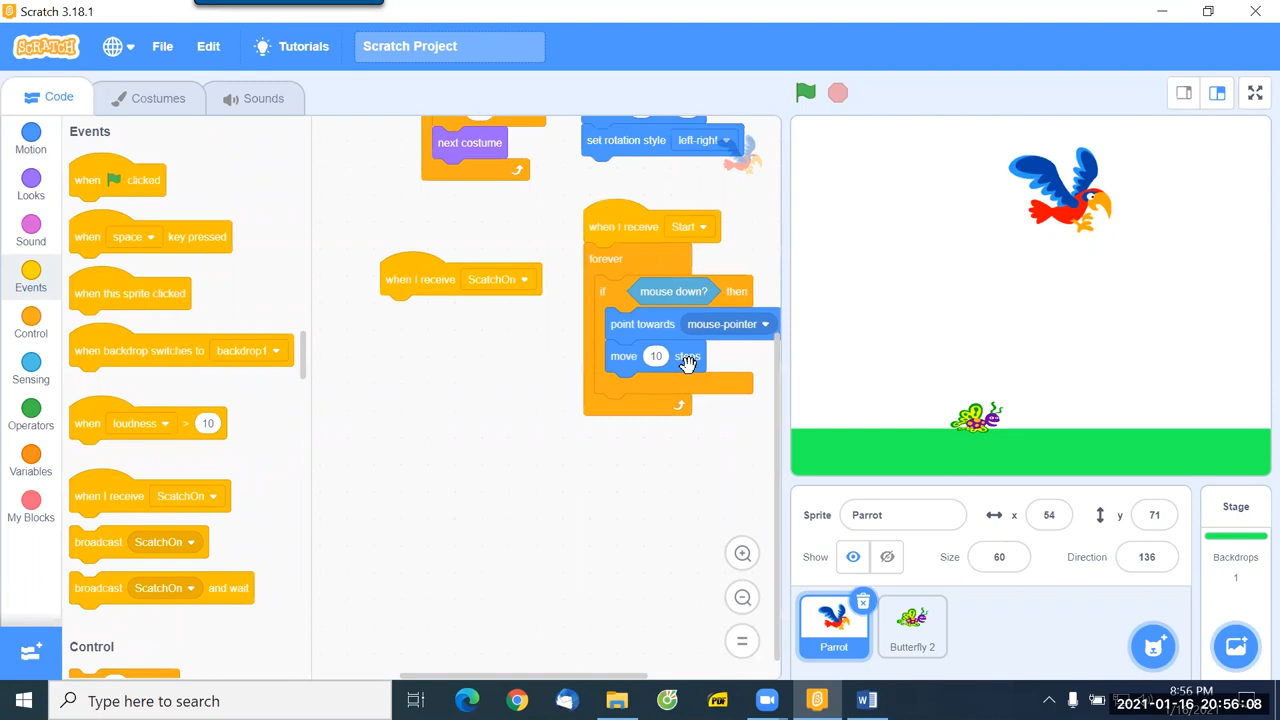 Scratch 3.18.1
SCRATCH
File
Edit
Tutorials
Scratch Project
Code
Costumes
Sounds
Motion
Looks
Sound
Events
Control
Sensing
Operators
Variables
My Blocks
Events
when clicked
when space key pressed
when this sprite clicked
when backdrop switches to backdrop1
when loudness > 10
when I receive ScatchOn
broadcast ScatchOn
broadcast ScatchOn and wait
Control
next costume
set rotation style left-right
when I receive ScatchOn
when I receive Start
forever
if mouse down? then
point towards mouse-pointer
move 10 steps
Sprite Parrot x 54 y 71
Show Size 60 Direction 136
Parrot
Butterfly 2
Stage
Backdrops
1
Type here to search
PDF
8:56 PM
2021-01-16 20:56:08